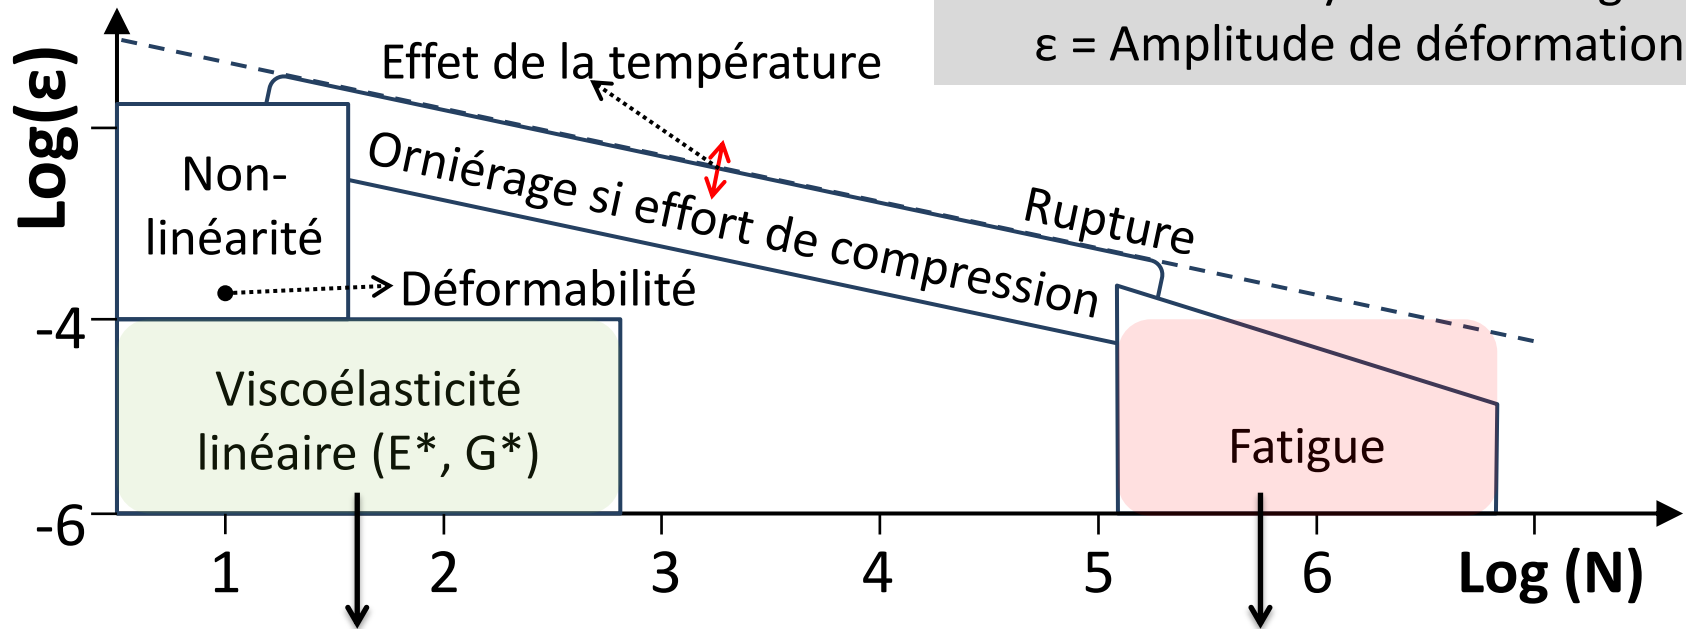 ε = Amplitude de déformation
Effet de la température
Log(ε)
Non-
linéarité
Orniérage si effort de compression
Rupture
Déformabilité
-4
Viscoélasticité
linéaire (E*, G*)
Fatigue
-6
1 2 3 4 5 6 Log (N)